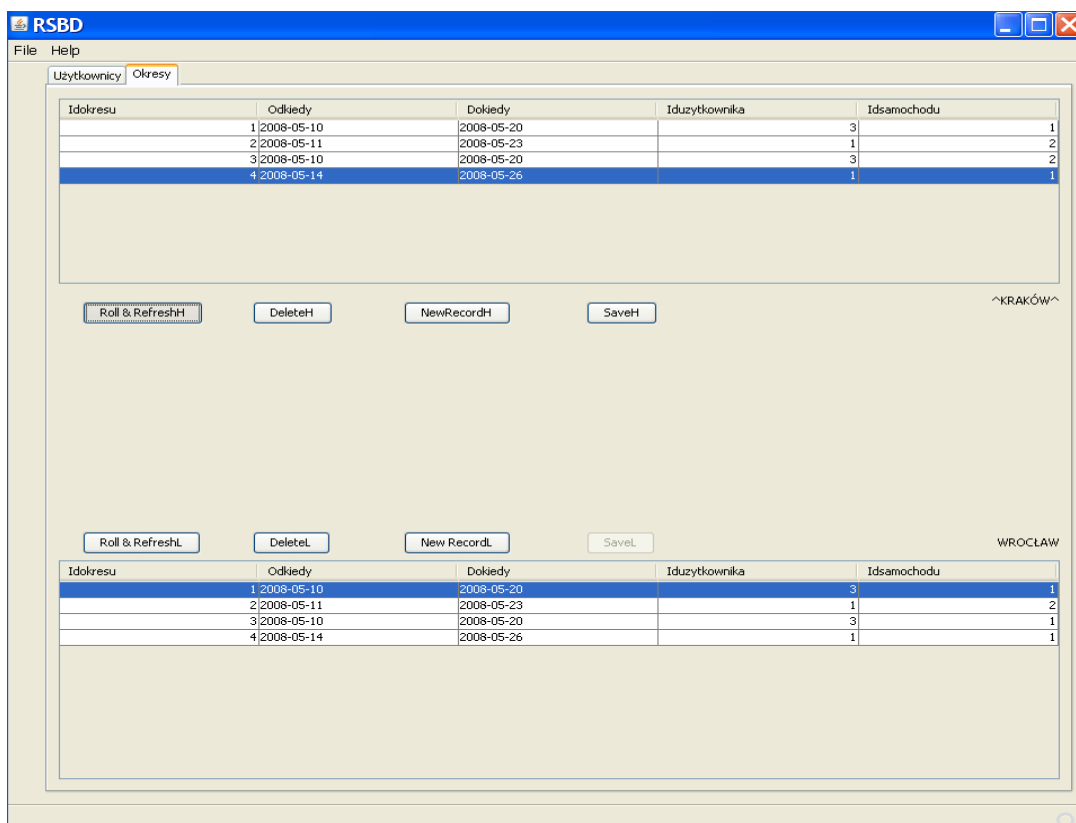 RSBD
File Help
Użytkownicy Okresy
Idokresu Odkiedy Dokiedy Iduzytkownika Idsamochodu
1 2008-05-10 2008-05-20 3 1
2 2008-05-11 2008-05-23 1 2
3 2008-05-10 2008-05-20 3 2
4 2008-05-14 2008-05-26 1 1
^KRAKÓW^
Roll & RefreshH DeleteH NewRecordH SaveH
Roll & RefreshL DeleteL New RecordL SaveL WROCŁAW
Idokresu Odkiedy Dokiedy Iduzytkownika Idsamochodu
1 2008-05-10 2008-05-20 3 1
2 2008-05-11 2008-05-23 1 2
3 2008-05-10 2008-05-20 3 1
4 2008-05-14 2008-05-26 1 1